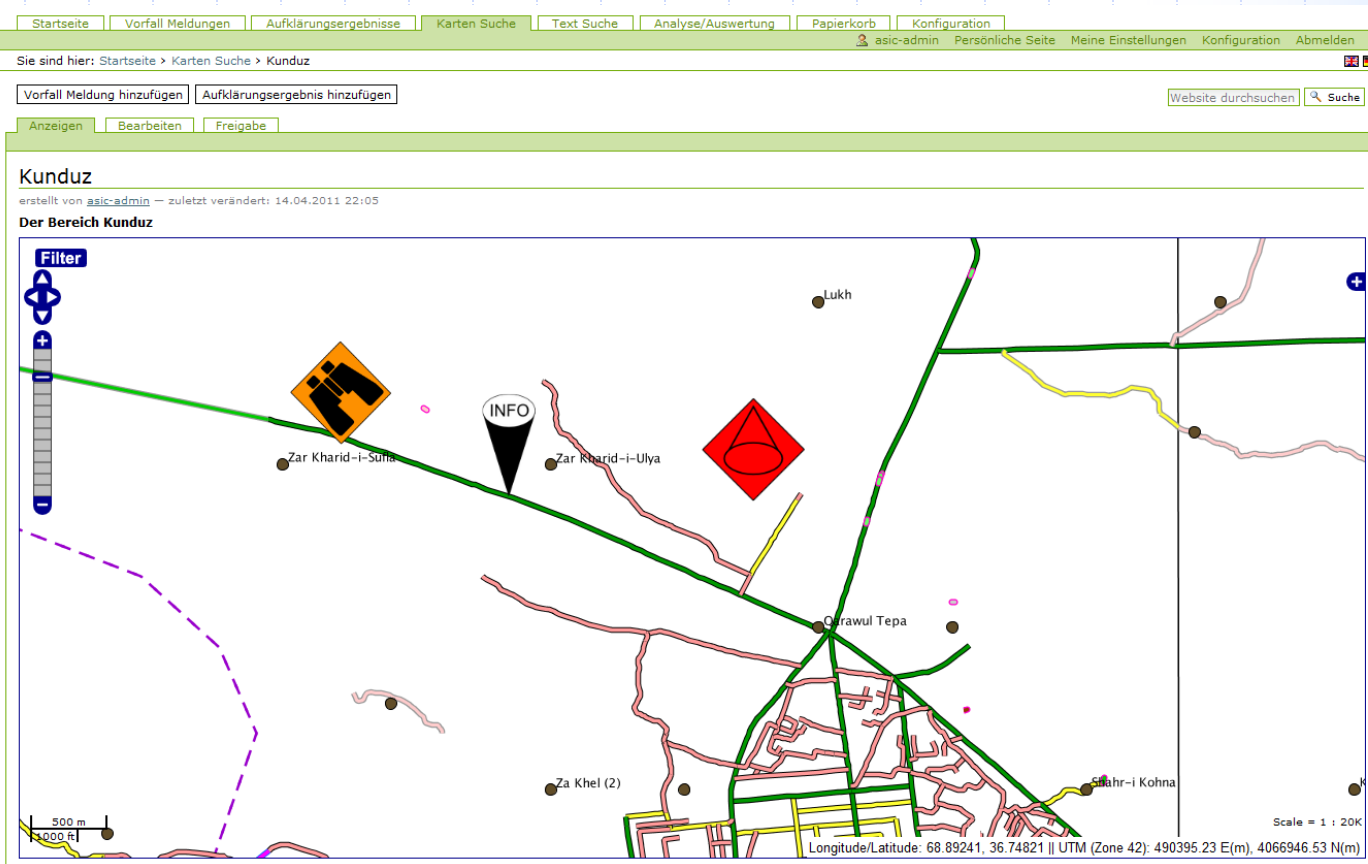 Startseite Vorfall Meldungen Aufklärungsergebnisse Karten Suche Text Suche Analyse/Auswertung Papierkorb Konfiguration
asic-admin Persönliche Seite Meine Einstellungen Konfiguration Abmelden
Sie sind hier: Startseite › Karten Suche › Kunduz
Vorfall Meldung hinzufügen Aufklärungsergebnis hinzufügen
Website durchsuchen Suche
Anzeigen Bearbeiten Freigabe
Kunduz
erstellt von asic-admin — zuletzt verändert: 14.04.2011 22:05
Der Bereich Kunduz
Filter
Lukh
INFO
Zar Kharid-i-Sufla
Zar Kharid-i-Ulya
Qarawul Tepa
Za Khel (2)
Shahr-i Kohna
K
500 m
1000 ft
Scale = 1 : 20K
Longitude/Latitude: 68.89241, 36.74821 || UTM (Zone 42): 490395.23 E(m), 4066946.53 N(m)